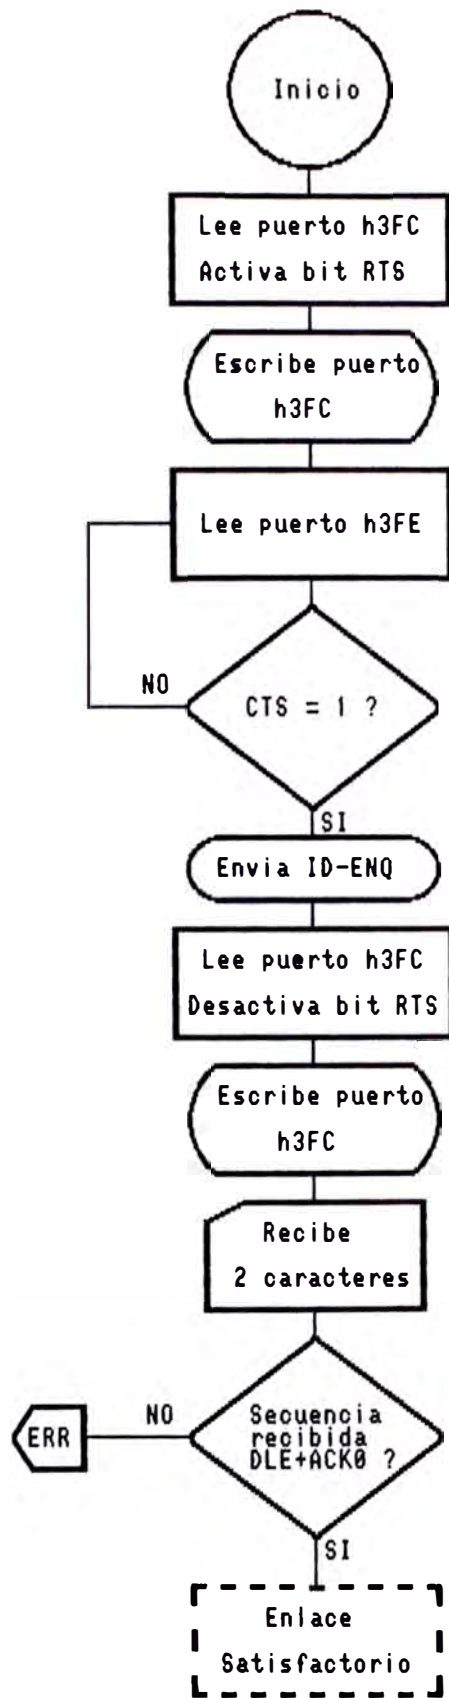 Inicio
Lee puerto h3FC
Activa bit RTS
Escribe puerto
h3FC
Lee puerto h3FE
NO
CTS = 1 ?
SI
Envia ID-ENQ
Lee puerto h3FC
Desactiva bit RTS
Escribe puerto
h3FC
Recibe
2 caracteres
NO
ERR
Secuencia
recibida
DLE+ACK0 ?
SI
Enlace
Satisfactorio